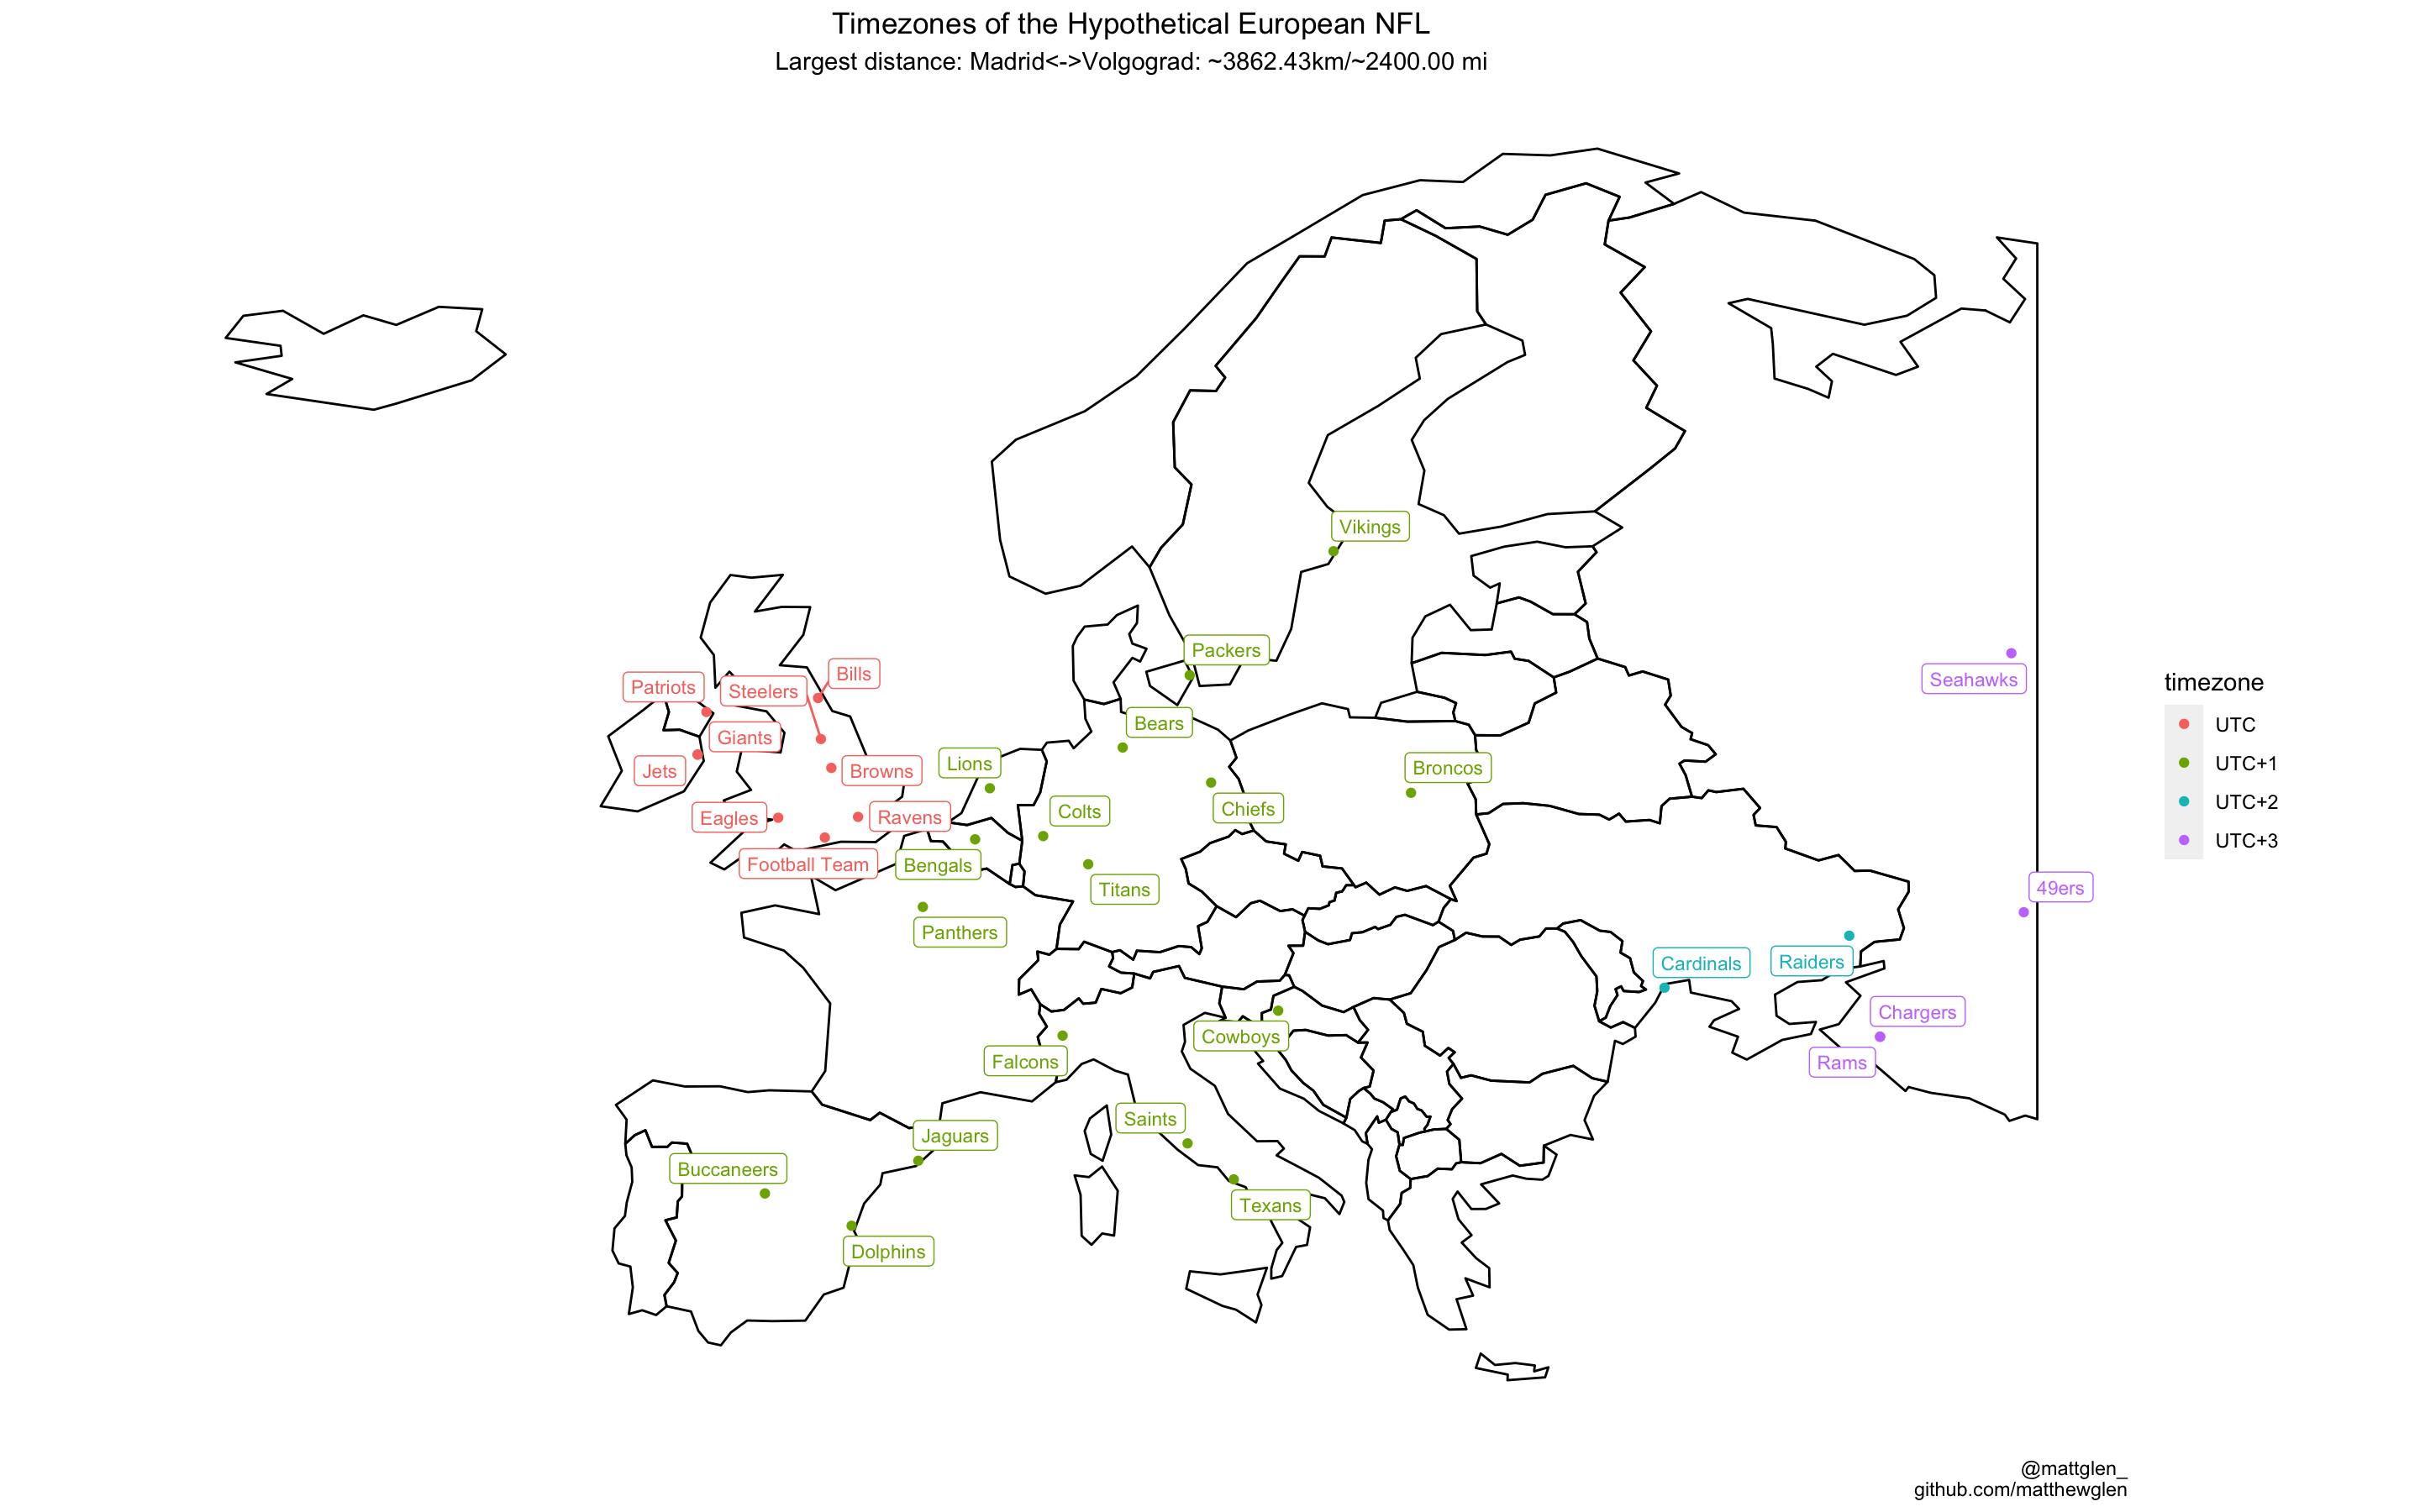 Timezones of the Hypothetical European NFL
Largest distance: Madrid<->Volgograd: ~3862.43km/~2400.00 mi
Vikings
Packers
Seahawks
Bills
Patriots
Steelers
Bears
Giants
Lions
Jets
Browns
Broncos
Chiefs
Colts
Eagles
Ravens
Football Team
Bengals
Titans
49ers
Panthers
Cardinals
Raiders
Chargers
Cowboys
Falcons
Rams
Saints
Jaguars
Buccaneers
Texans
Dolphins
timezone
UTC
UTC+1
UTC+2
UTC+3
@mattglen_
github.com/matthewglen